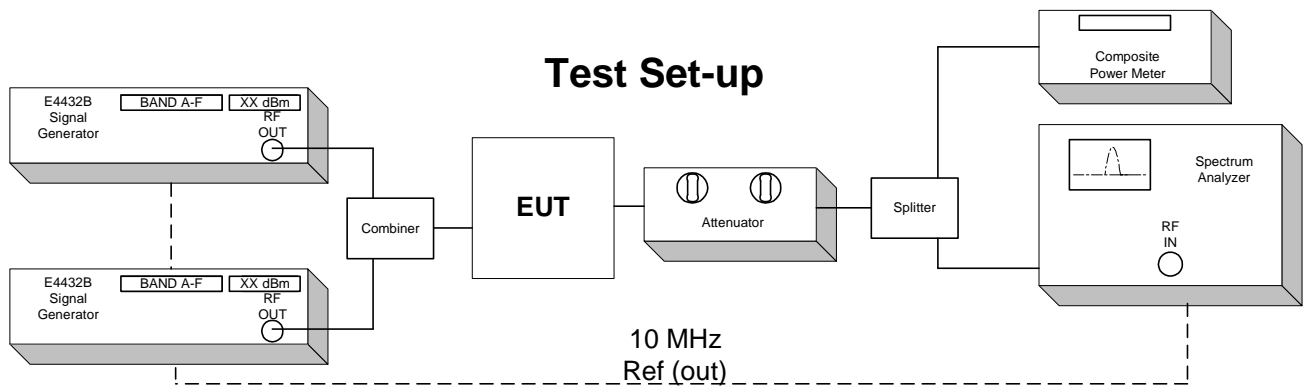 Test Set-up
E4432B
Signal
Generator
BAND A-F
XX dBm
RF
OUT
E4432B
Signal
Generator
BAND A-F
XX dBm
RF
OUT
Combiner
EUT
Attenuator
Splitter
Composite
Power Meter
Spectrum
Analyzer
RF
IN
10 MHz
Ref (out)